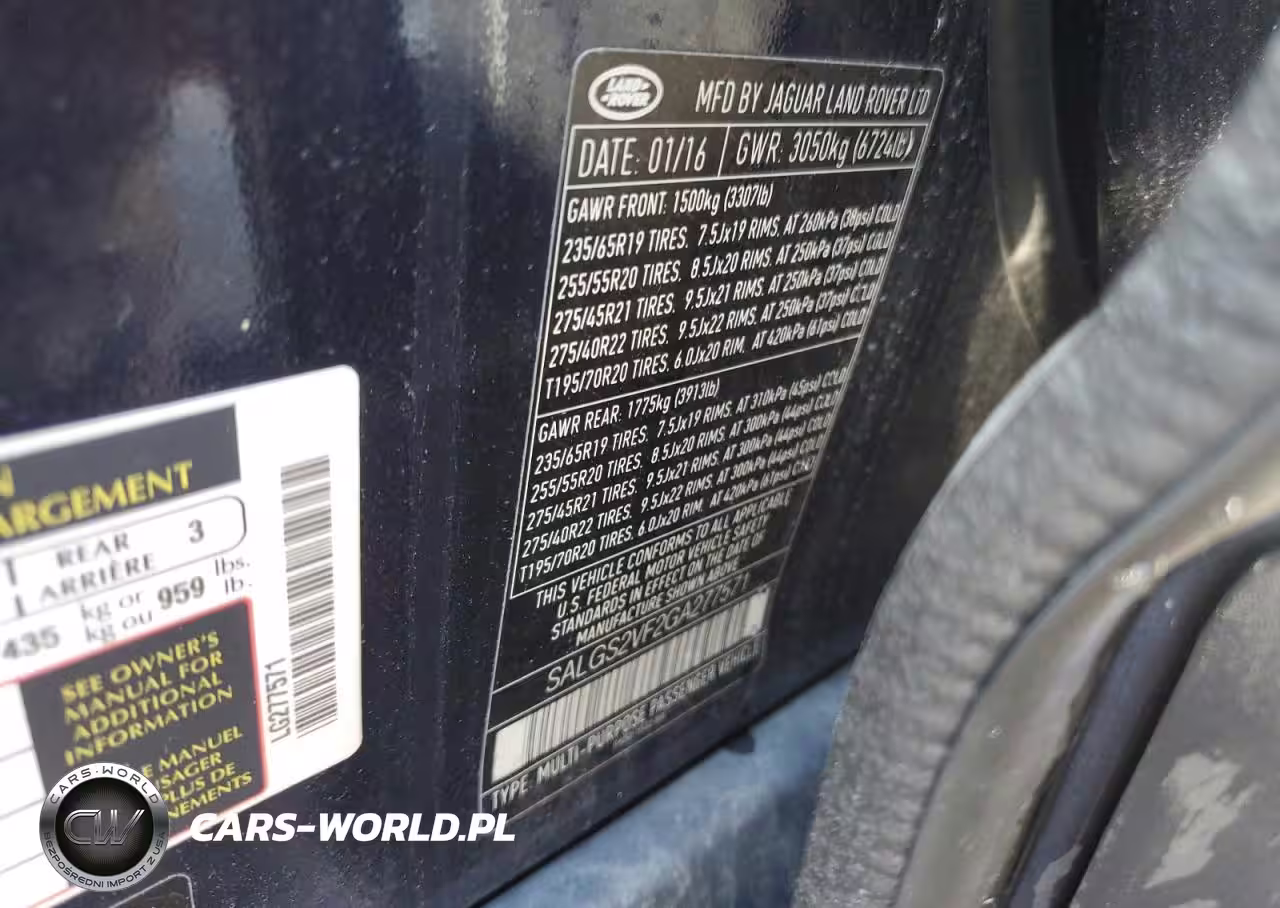 LAND-
-ROVER
MFD BY JAGUAR LAND ROVER LTD
DATE: 01/16
GWR: 3050kg (6724lb)
GAWR FRONT: 1500kg (3307lb)
235/65R19 TIRES, 7.5Jx19 RIMS, AT 260kPa (38psi) COLD
255/55R20 TIRES, 8.5Jx20 RIMS, AT 250kPa (37psi) COLD
275/45R21 TIRES, 9.5Jx21 RIMS, AT 250kPa (37psi) COLD
275/40R22 TIRES, 9.5Jx22 RIMS, AT 250kPa (37psi) COLD
T195/70R20 TIRES, 6.0Jx20 RIM, AT 420kPa (61psi) COLD
GAWR REAR: 1775kg (3913lb)
235/65R19 TIRES, 7.5Jx19 RIMS, AT 310kPa (45psi) COLD
255/55R20 TIRES, 8.5Jx20 RIMS, AT 300kPa (44psi) COLD
275/45R21 TIRES, 9.5Jx21 RIMS, AT 300kPa (44psi) COLD
275/40R22 TIRES, 9.5Jx22 RIMS, AT 300kPa (44psi) COLD
T195/70R20 TIRES, 6.0Jx20 RIM, AT 420kPa (61psi) COLD
THIS VEHICLE CONFORMS TO ALL APPLICABLE
U.S. FEDERAL MOTOR VEHICLE SAFETY
STANDARDS IN EFFECT ON THE DATE OF
MANUFACTURE SHOWN ABOVE
SALGS2VF2GA277571
TYPE: MULTI-PURPOSE PASSENGER VEHICLE
N
ARGEMENT
REAR 3
ARRIÈRE
435 kg or 959 lbs.
kg ou lb.
SEE OWNER'S
MANUAL FOR
ADDITIONAL
INFORMATION
E MANUEL
USAGER
PLUS DE
NEMENTS
LG277571
CARS-WORLD
CW
BEZPOŚREDNI IMPORT Z USA
CARS-WORLD.PL